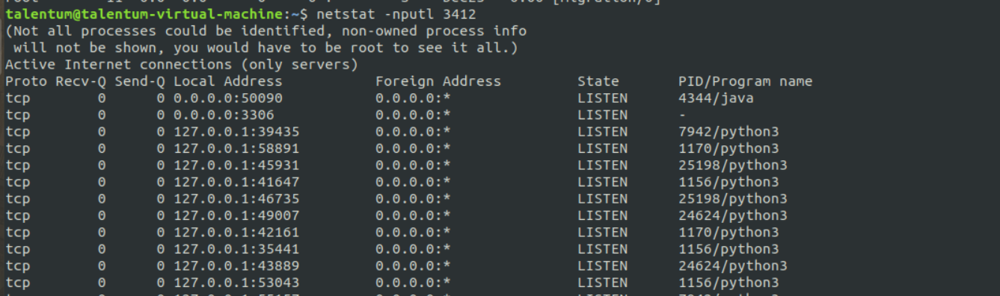 talentum@talentum-virtual-machine:~$ netstat -nputl 3412
(Not all processes could be identified, non-owned process info
 will not be shown, you would have to be root to see it all.)
Active Internet connections (only servers)
Proto Recv-Q Send-Q Local Address           Foreign Address         State       PID/Program name
tcp        0      0 0.0.0.0:50090           0.0.0.0:*               LISTEN      4344/java
tcp        0      0 0.0.0.0:3306            0.0.0.0:*               LISTEN      -
tcp        0      0 127.0.0.1:39435         0.0.0.0:*               LISTEN      7942/python3
tcp        0      0 127.0.0.1:58891         0.0.0.0:*               LISTEN      1170/python3
tcp        0      0 127.0.0.1:45931         0.0.0.0:*               LISTEN      25198/python3
tcp        0      0 127.0.0.1:41647         0.0.0.0:*               LISTEN      1156/python3
tcp        0      0 127.0.0.1:46735         0.0.0.0:*               LISTEN      25198/python3
tcp        0      0 127.0.0.1:49007         0.0.0.0:*               LISTEN      24624/python3
tcp        0      0 127.0.0.1:42161         0.0.0.0:*               LISTEN      1170/python3
tcp        0      0 127.0.0.1:35441         0.0.0.0:*               LISTEN      1156/python3
tcp        0      0 127.0.0.1:43889         0.0.0.0:*               LISTEN      24624/python3
tcp        0      0 127.0.0.1:53043         0.0.0.0:*               LISTEN      1156/python3